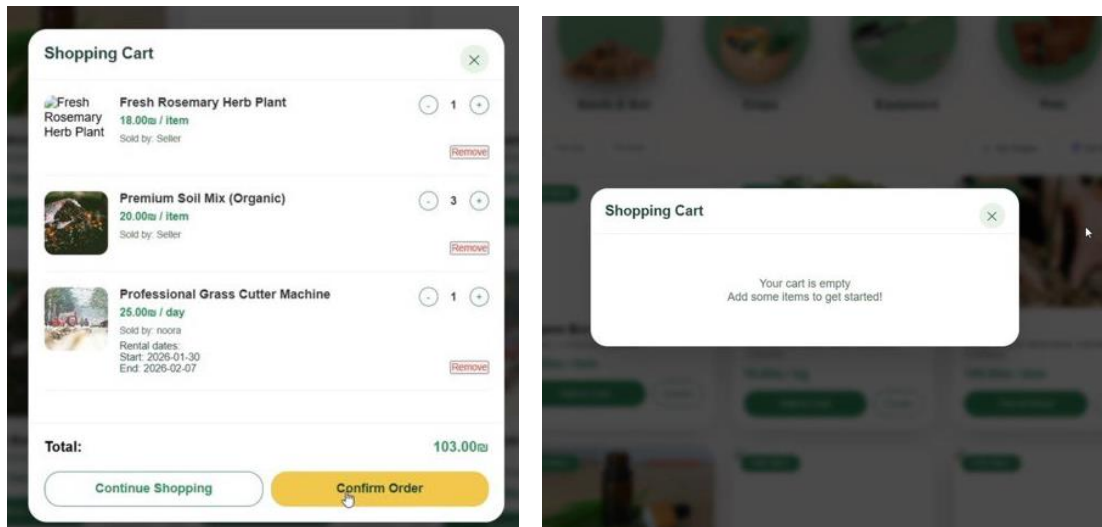 Shopping Cart
Fresh
Rosemary
Herb Plant
Fresh Rosemary Herb Plant
18.00₪ / item
Sold by: Seller
- 1 +
Remove
Premium Soil Mix (Organic)
20.00₪ / item
Sold by: Seller
- 3 +
Remove
Professional Grass Cutter Machine
25.00₪ / day
Sold by: noora
Rental dates:
Start: 2026-01-30
End: 2026-02-07
- 1 +
Remove
Total:
103.00₪
Continue Shopping
Confirm Order
Shopping Cart
Your cart is empty
Add some items to get started!